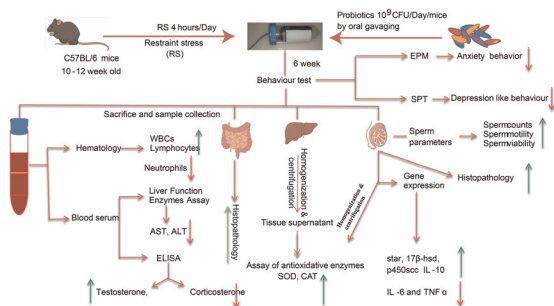 RS 4 hours/Day
Restraint stress
(RS)
C57BL/6 mice
10-12 week old
Probiotics 10⁹CFU/Day/mice
by oral gavaging
6 week
Behaviour test
EPM
Anxiety behavior
SPT
Depression like behaviour
Sacrifice and sample collection
Hematology
WBCs
Lymphocytes
Neutrophils
Blood serum
Liver Function
Enzymes Assay
AST, ALT
ELISA
Testosterone,
Corticosterone
Histopathology
Homogenization &
centrifugation
Tissue supernatant
Assay of antioxidative enzymes
SOD, CAT
Homogenization &
centrifugation
Sperm
parameters
Spermcounts
Spermmotility
Spermviability
Gene
expression
Histopathology
star, 17β-hsd,
p450scc IL-10
IL -6 and TNF α